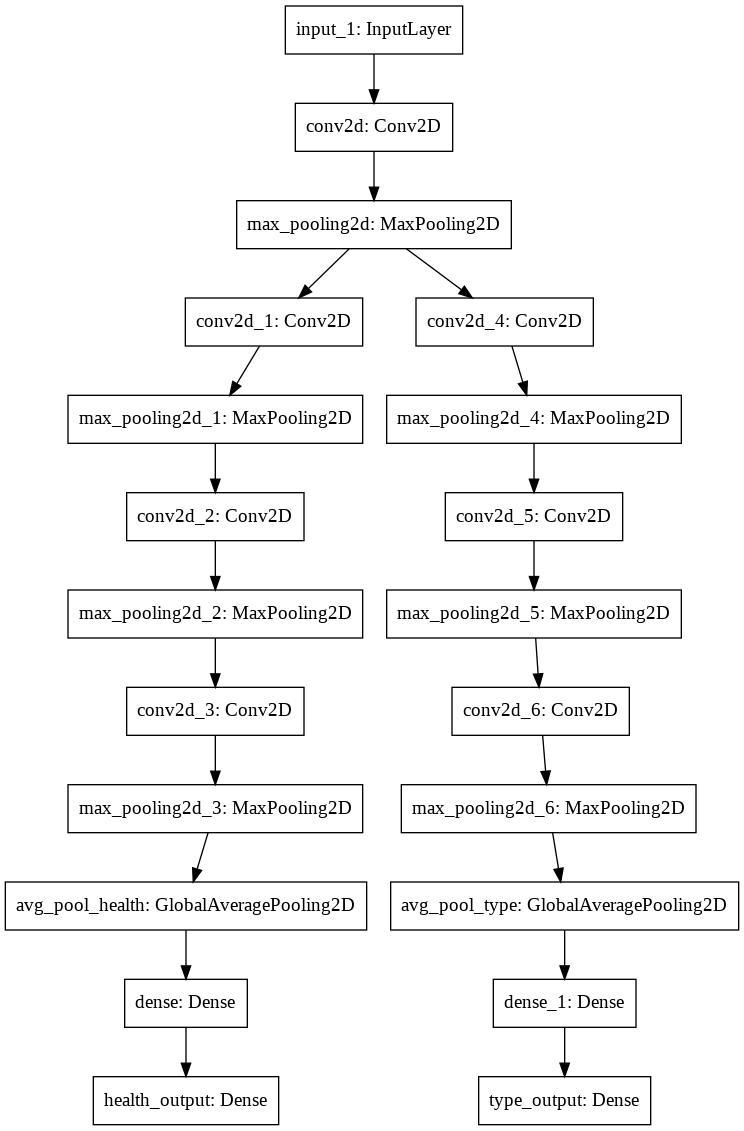 input_1: InputLayer
conv2d: Conv2D
max_pooling2d: MaxPooling2D
conv2d_1: Conv2D
conv2d_4: Conv2D
max_pooling2d_1: MaxPooling2D
max_pooling2d_4: MaxPooling2D
conv2d_2: Conv2D
conv2d_5: Conv2D
max_pooling2d_2: MaxPooling2D
max_pooling2d_5: MaxPooling2D
conv2d_3: Conv2D
conv2d_6: Conv2D
max_pooling2d_3: MaxPooling2D
max_pooling2d_6: MaxPooling2D
avg_pool_health: GlobalAveragePooling2D
avg_pool_type: GlobalAveragePooling2D
dense: Dense
dense_1: Dense
health_output: Dense
type_output: Dense